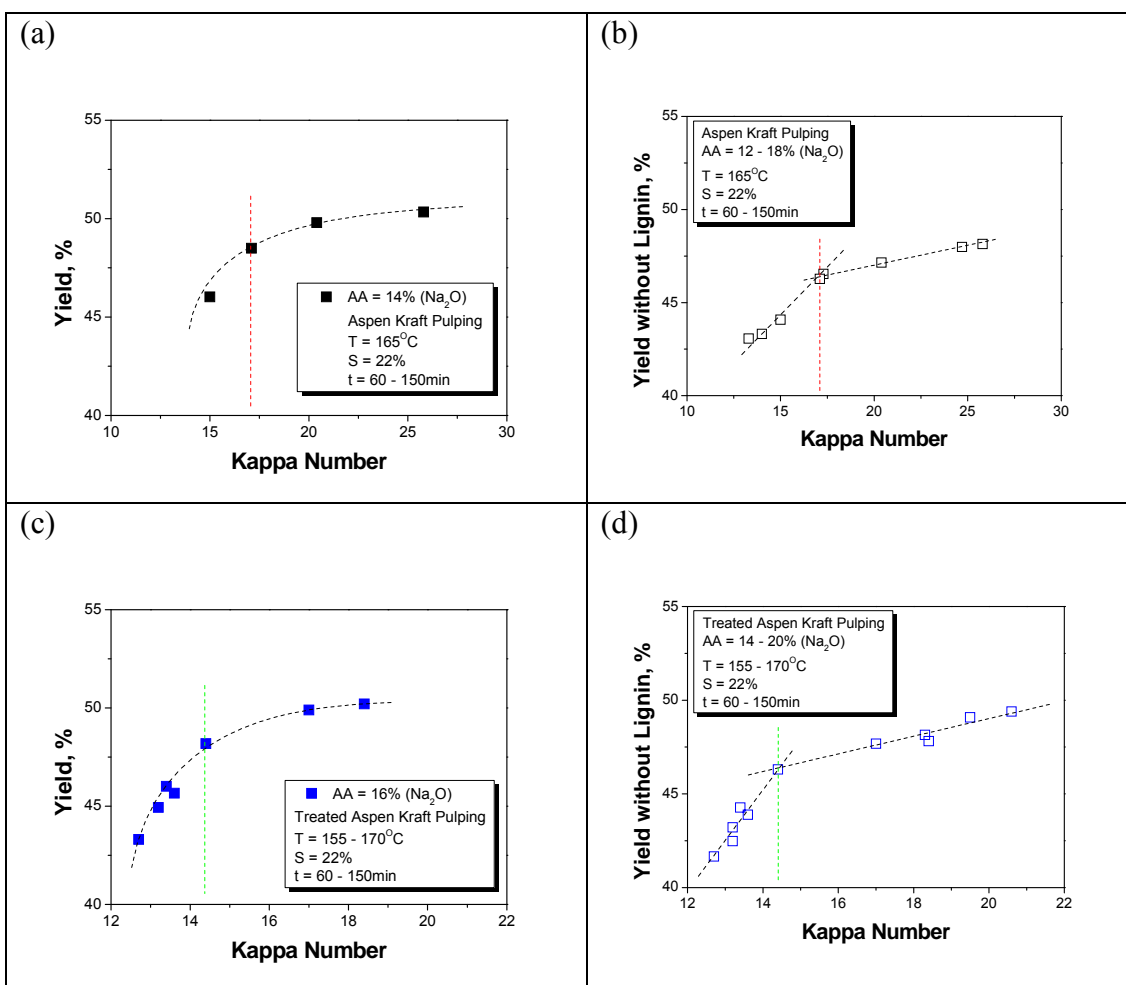 (a)
55
50
45
40
Yield, %
■ AA = 14% (Na₂O)
Aspen Kraft Pulping
T = 165°C
S = 22%
t = 60 - 150min
10 15 20 25 30
Kappa Number
(b)
55
50
45
40
Yield without Lignin, %
Aspen Kraft Pulping
AA = 12 - 18% (Na₂O)
T = 165°C
S = 22%
t = 60 - 150min
10 15 20 25 30
Kappa Number
(c)
55
50
45
40
Yield, %
■ AA = 16% (Na₂O)
Treated Aspen Kraft Pulping
T = 155 - 170°C
S = 22%
t = 60 - 150min
12 14 16 18 20 22
Kappa Number
(d)
55
50
45
40
Yield without Lignin, %
Treated Aspen Kraft Pulping
AA = 14 - 20% (Na₂O)
T = 155 - 170°C
S = 22%
t = 60 - 150min
12 14 16 18 20 22
Kappa Number